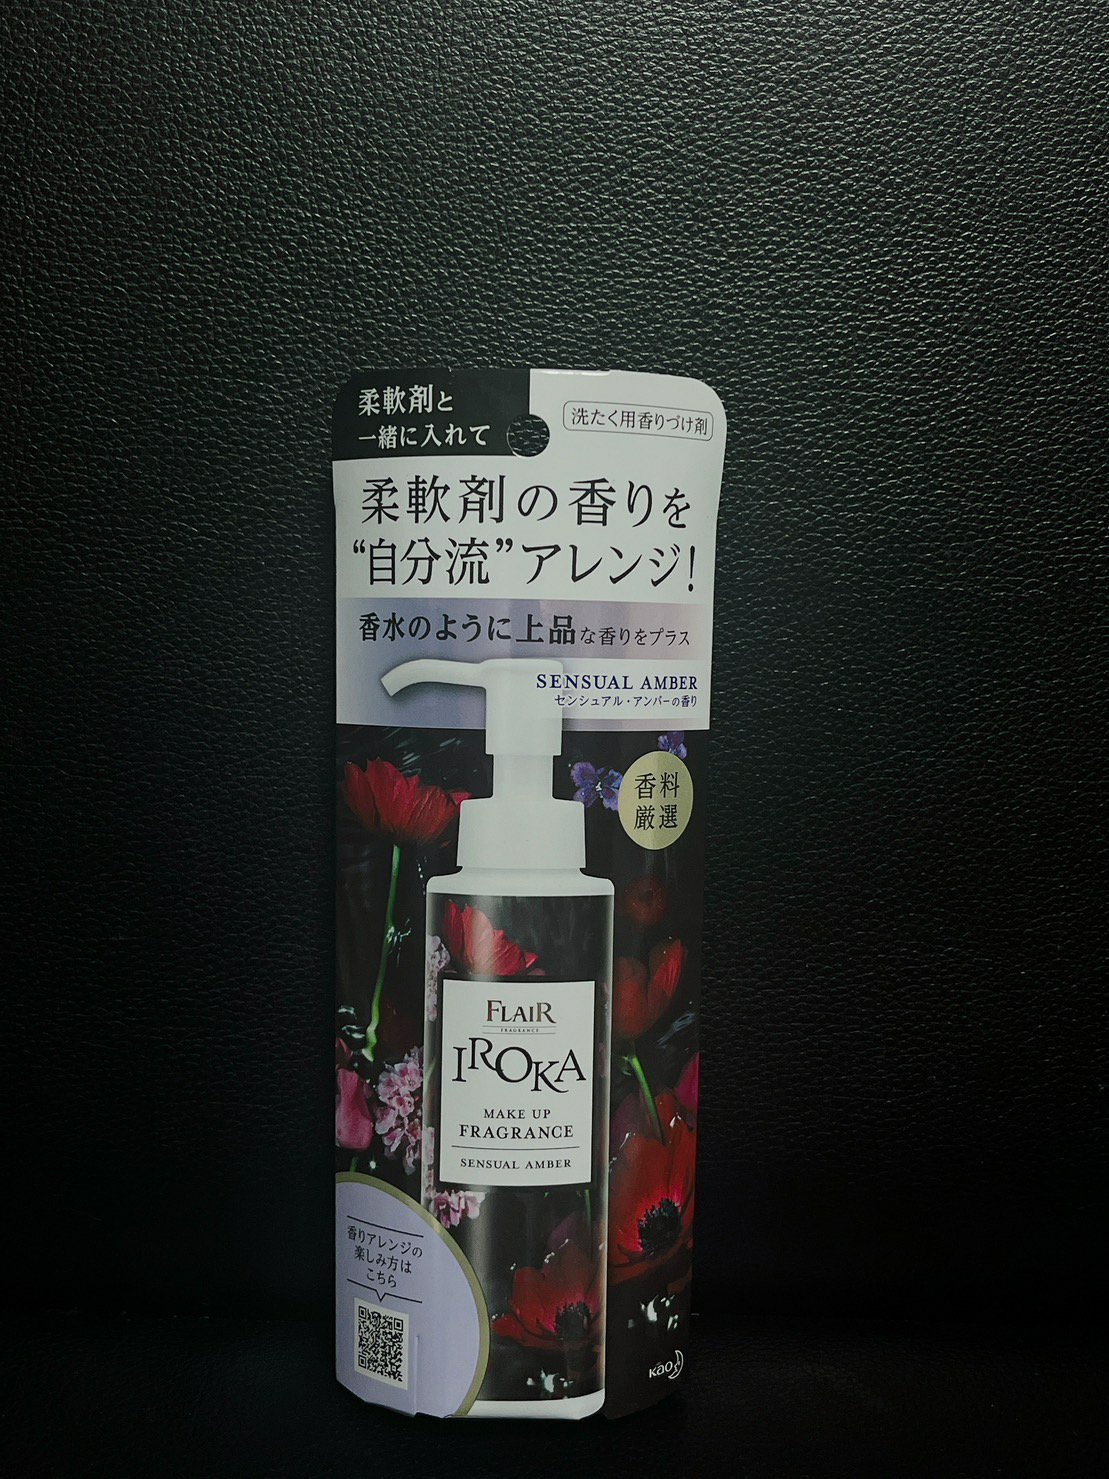 柔軟剤と
一緒に入れて
洗たく用香りづけ剤
柔軟剤の香りを
“自分流”アレンジ!
香水のように上品な香りをプラス
SENSUAL AMBER
センシュアル・アンバーの香り
香料
厳選
FLAIR
FRAGRANCE
IROKA
MAKE UP
FRAGRANCE
SENSUAL AMBER
香りアレンジの
楽しみ方は
こちら
Kao